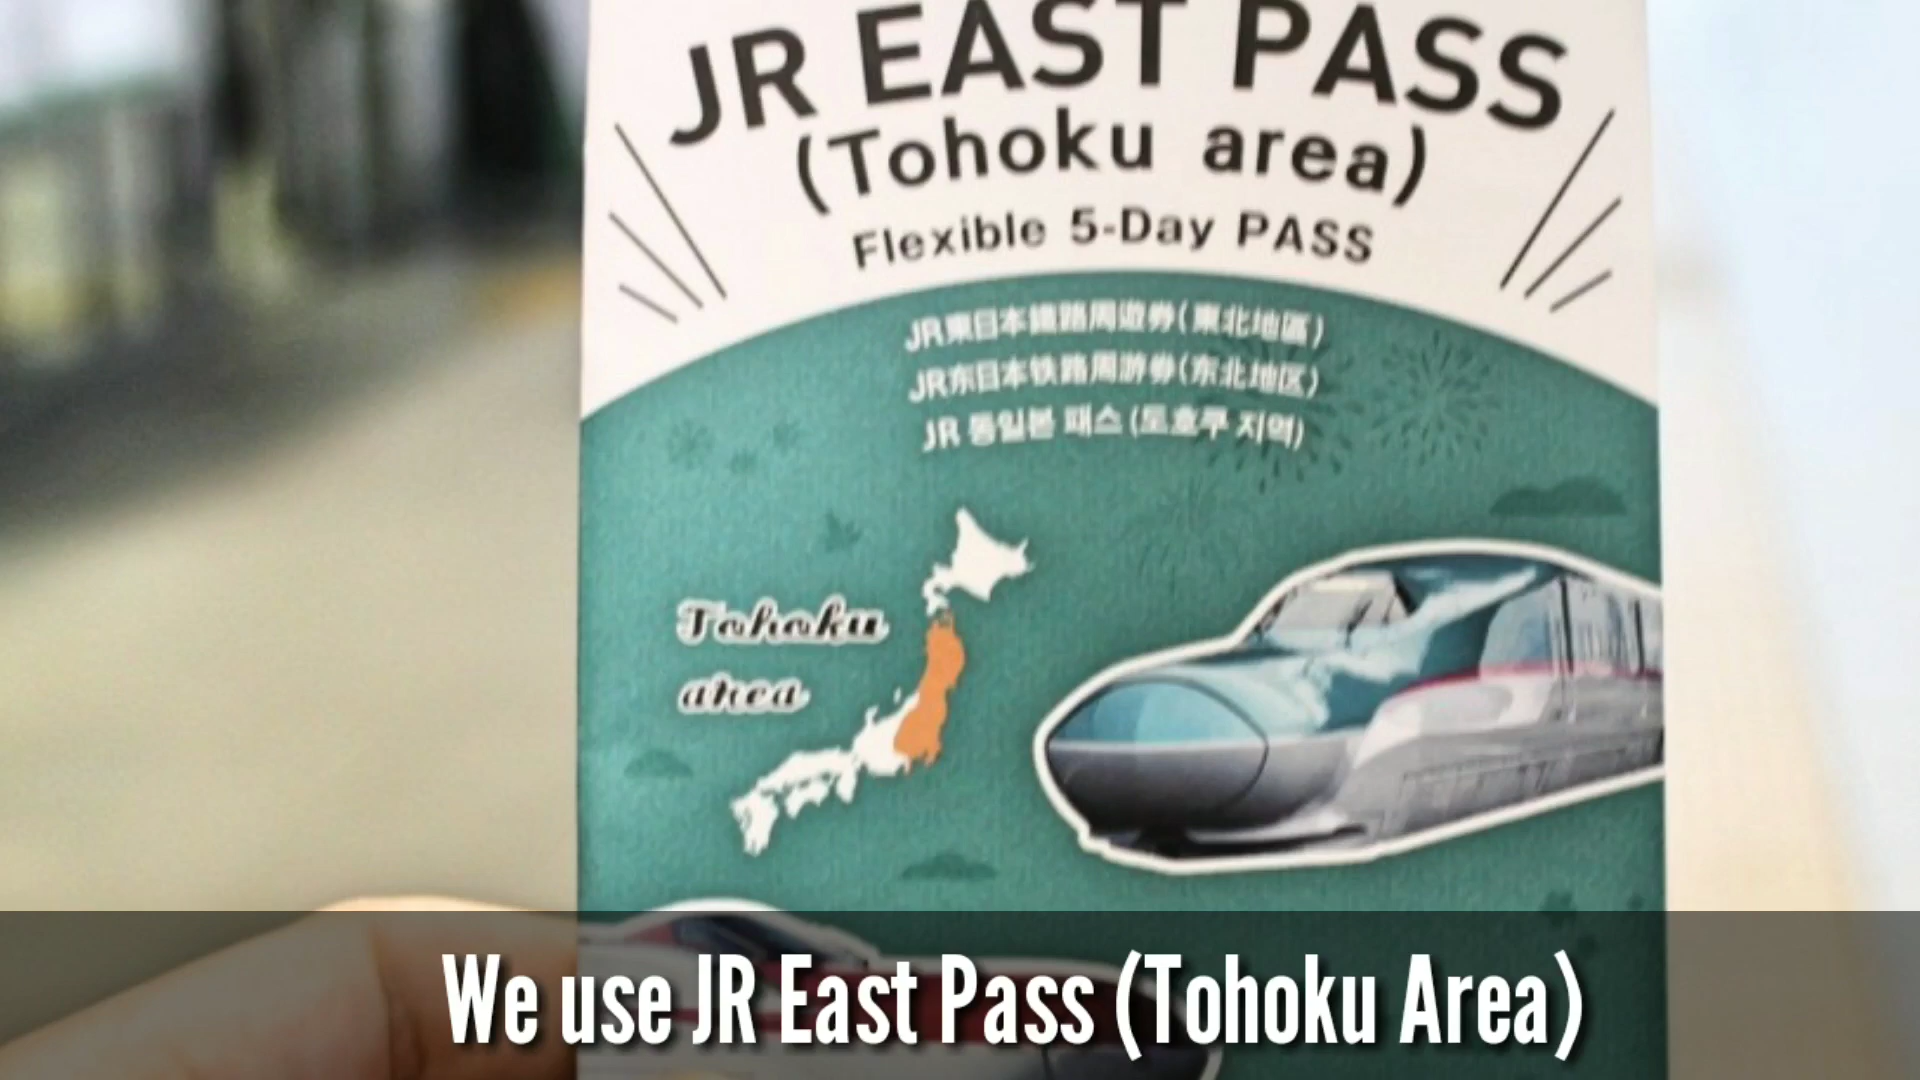 JR EAST PASS
(Tohoku area)
Flexible 5-Day PASS
JR東日本鐵路周遊券(東北地區)
JR东日本铁路周游券(东北地区)
JR 동일본 패스 (토호쿠 지역)
Tohoku
area
We use JR East Pass (Tohoku Area)